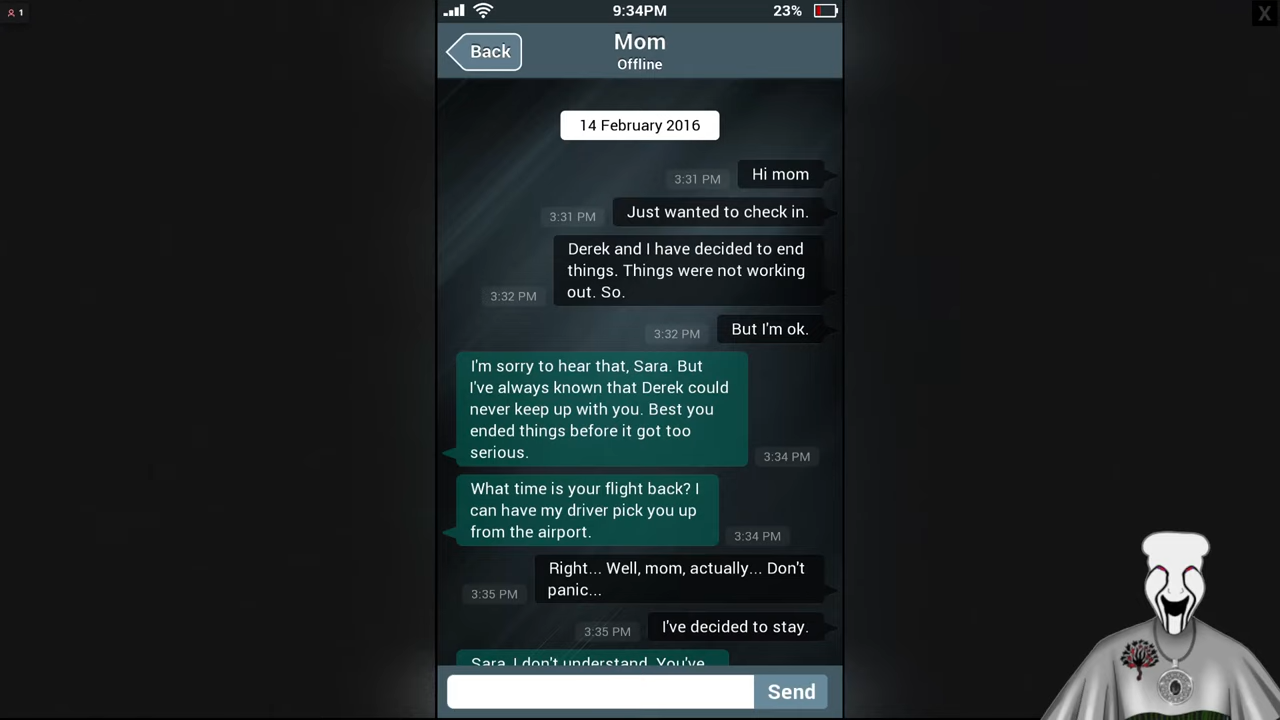 1
X
9:34PM
23%
Back
Mom
Offline
14 February 2016
3:31 PM
Hi mom
3:31 PM
Just wanted to check in.
Derek and I have decided to end
things. Things were not working
out. So.
3:32 PM
But I'm ok.
3:32 PM
I'm sorry to hear that, Sara. But
I've always known that Derek could
never keep up with you. Best you
ended things before it got too
serious.
3:34 PM
What time is your flight back? I
can have my driver pick you up
from the airport.
3:34 PM
Right... Well, mom, actually... Don't
panic...
3:35 PM
I've decided to stay.
3:35 PM
Sara, I don't understand. You've
Send